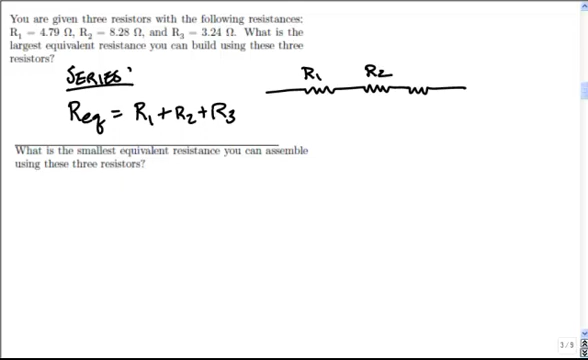 You are given three resistors with the following resistances:
R₁ = 4.79 Ω, R₂ = 8.28 Ω, and R₃ = 3.24 Ω. What is the
largest equivalent resistance you can build using these three
resistors?
SERIES:
R₁ R₂
Req = R₁ + R₂ + R₃
What is the smallest equivalent resistance you can assemble
using these three resistors?
3 / 9